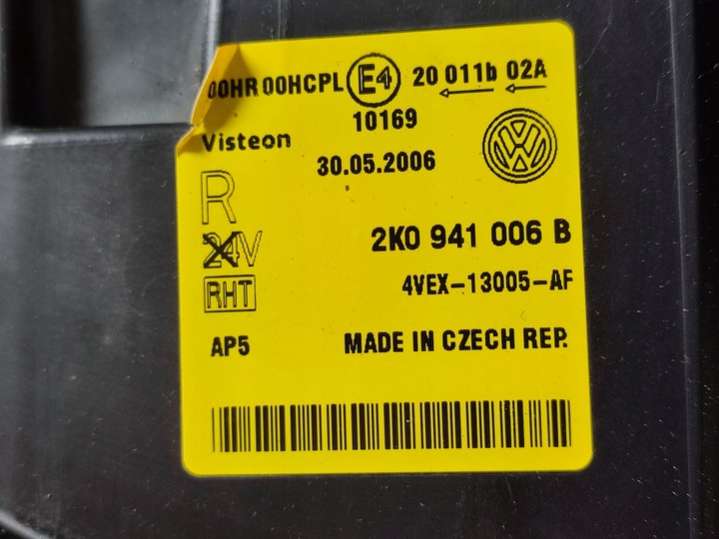 00HR 00HCPL E4 20 011b 02A
10169
Visteon
30.05.2006
R
24V
2K0 941 006 B
RHT
4VEX-13005-AF
AP5
MADE IN CZECH REP.